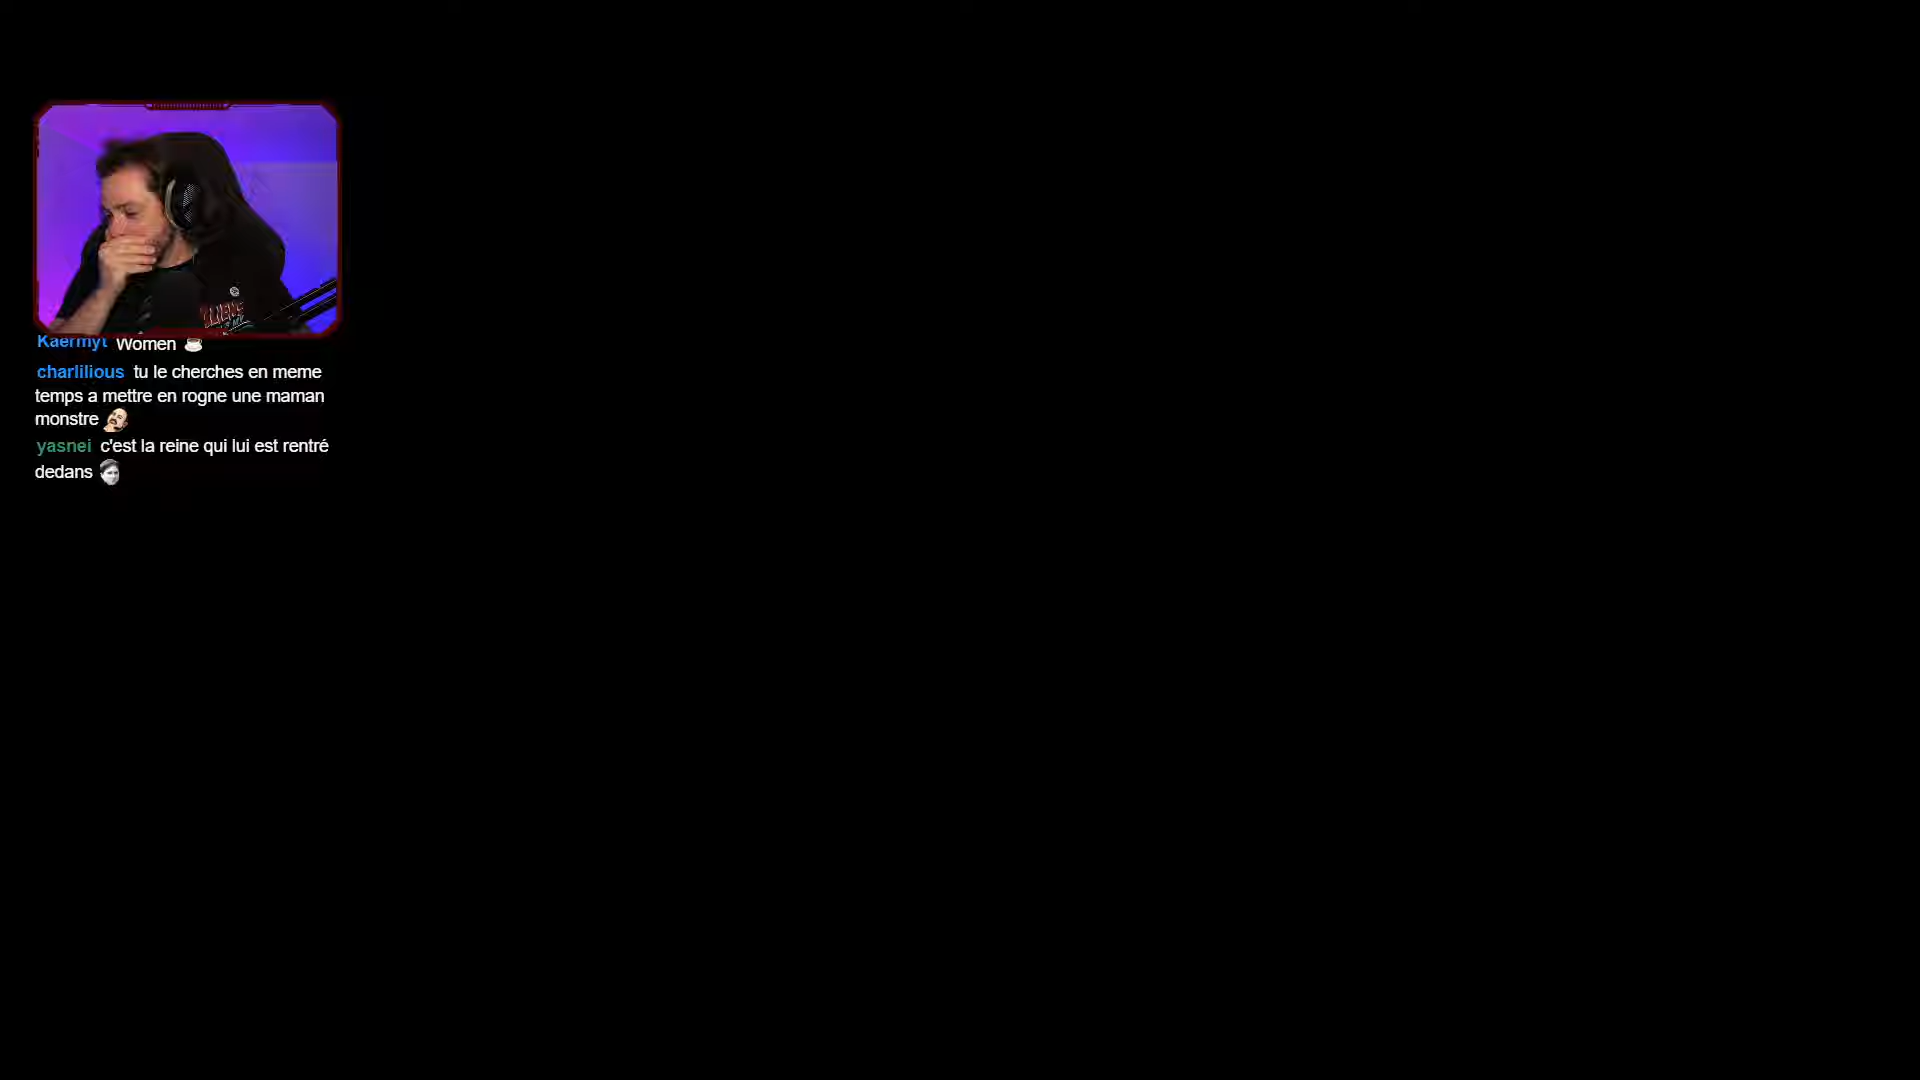 Kaermyt Women
charlilious tu le cherches en meme
temps a mettre en rogne une maman
monstre
yasnei c'est la reine qui lui est rentré
dedans